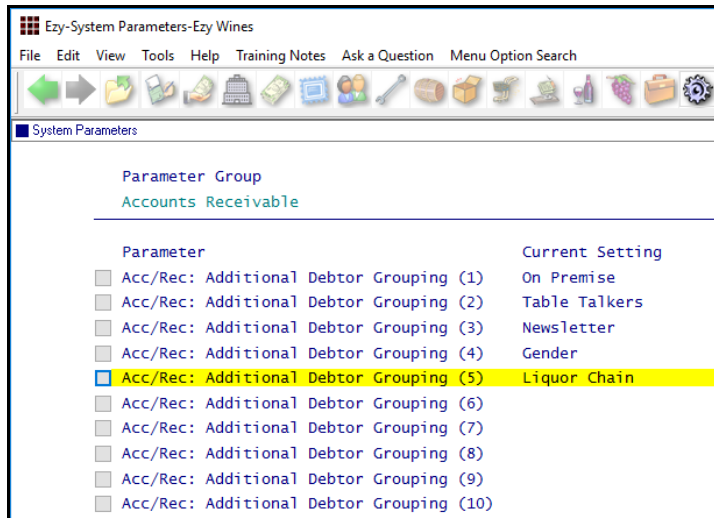 Ezy-System Parameters-Ezy Wines
File Edit View Tools Help Training Notes Ask a Question Menu Option Search
System Parameters
Parameter Group
Accounts Receivable
Parameter Current Setting
Acc/Rec: Additional Debtor Grouping (1) On Premise
Acc/Rec: Additional Debtor Grouping (2) Table Talkers
Acc/Rec: Additional Debtor Grouping (3) Newsletter
Acc/Rec: Additional Debtor Grouping (4) Gender
Acc/Rec: Additional Debtor Grouping (5) Liquor Chain
Acc/Rec: Additional Debtor Grouping (6)
Acc/Rec: Additional Debtor Grouping (7)
Acc/Rec: Additional Debtor Grouping (8)
Acc/Rec: Additional Debtor Grouping (9)
Acc/Rec: Additional Debtor Grouping (10)